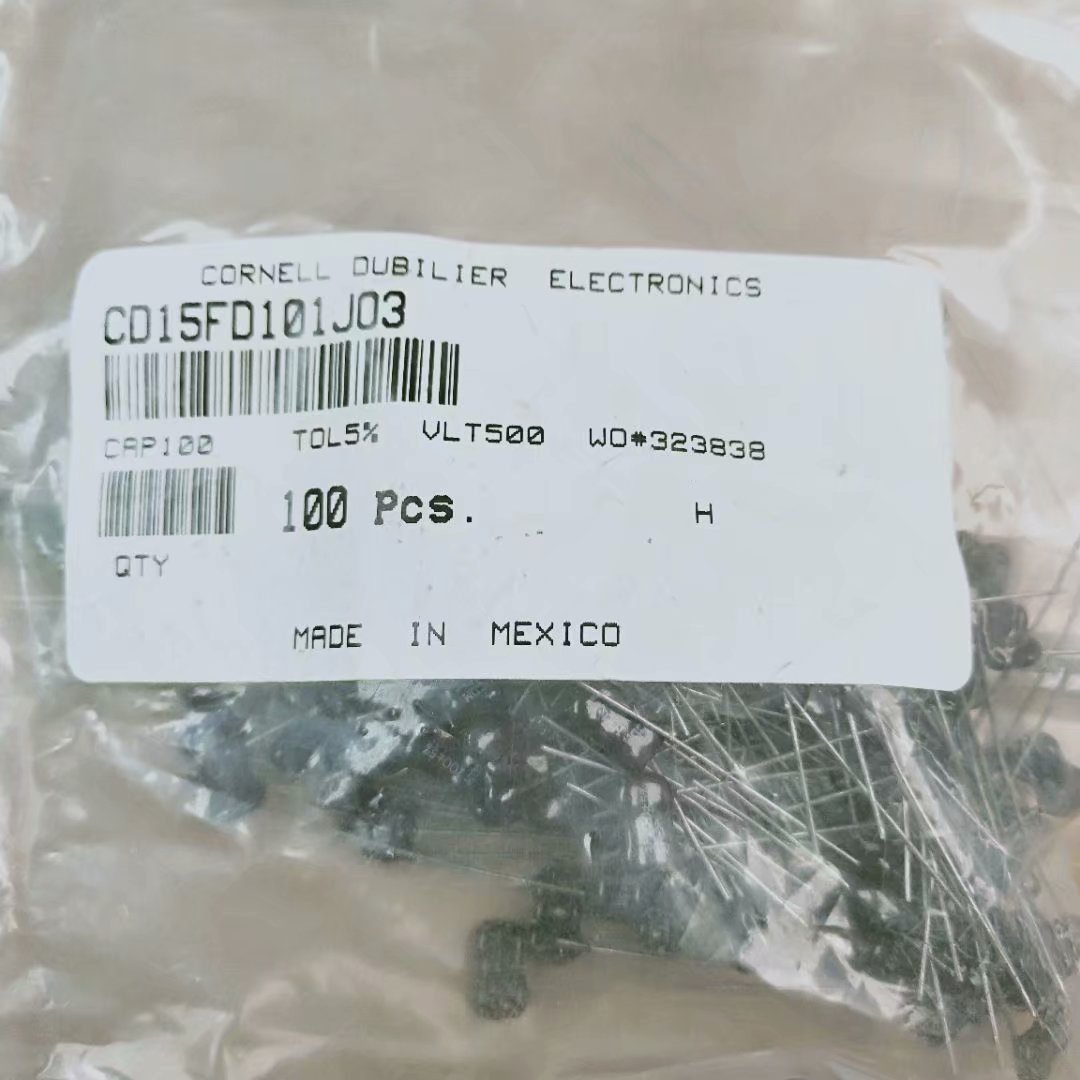 CORNELL DUBILIER ELECTRONICS
CD15FD101J03
CAP100 TOL5% VLT500 WO#323838
100 Pcs. H
QTY
MADE IN MEXICO